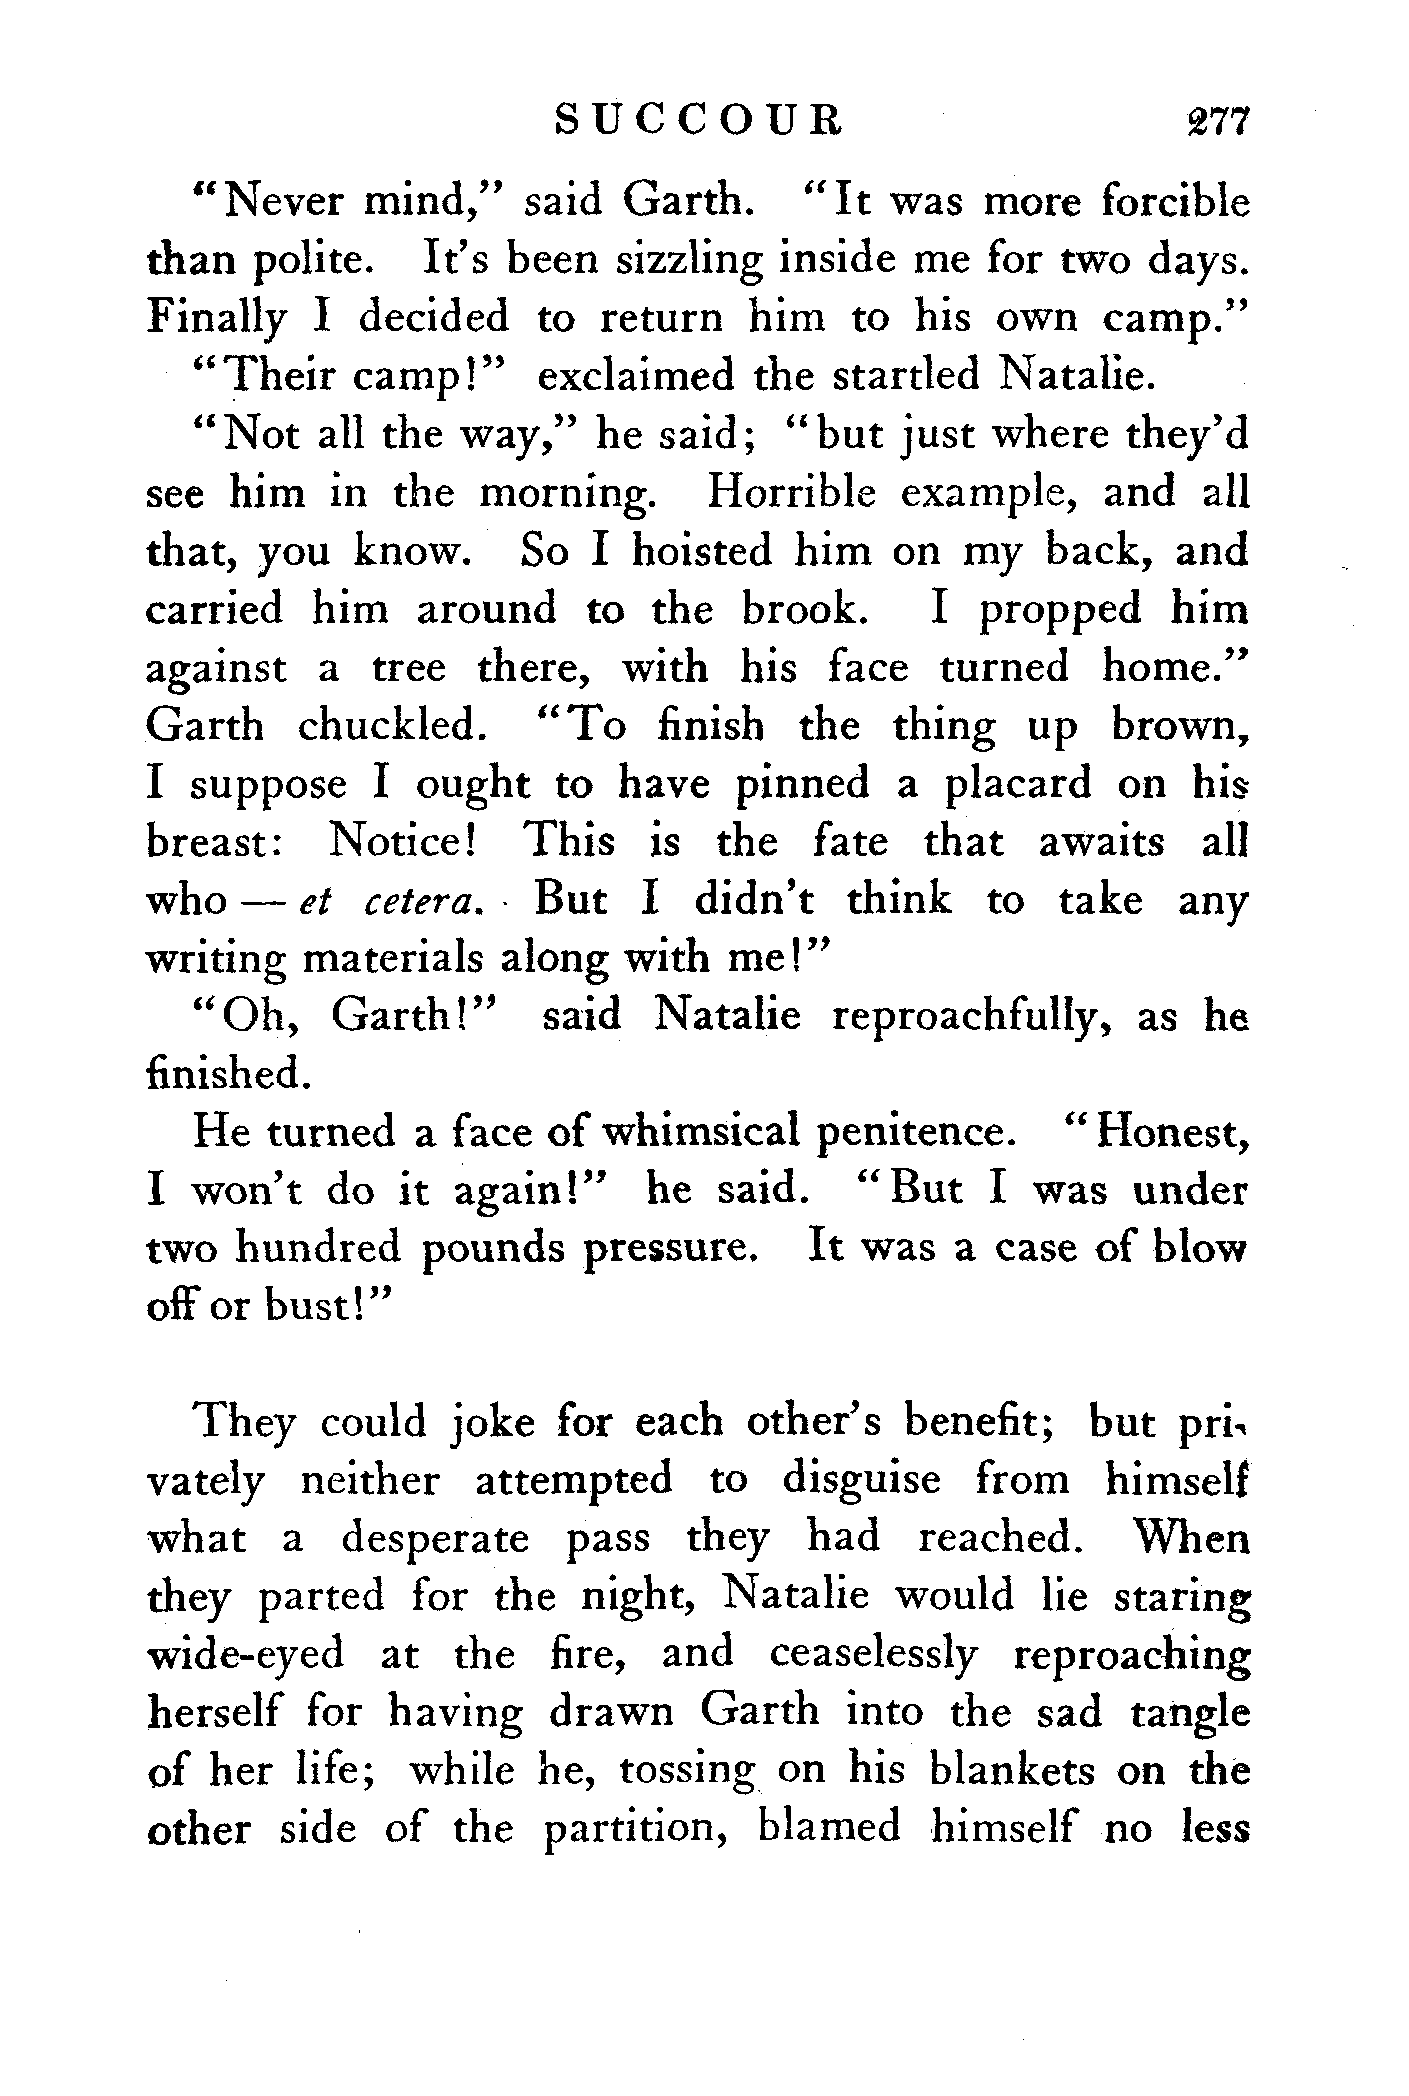 SUCCOUR 277
"Never mind," said Garth. "It was more forcible
than polite. It's been sizzling inside me for two days.
Finally I decided to return him to his own camp."
"Their camp!" exclaimed the startled Natalie.
"Not all the way," he said; "but just where they'd
see him in the morning. Horrible example, and all
that, you know. So I hoisted him on my back, and
carried him around to the brook. I propped him
against a tree there, with his face turned home."
Garth chuckled. "To finish the thing up brown,
I suppose I ought to have pinned a placard on his
breast: Notice! This is the fate that awaits all
who — et cetera. But I didn't think to take any
writing materials along with me!"
"Oh, Garth!" said Natalie reproachfully, as he
finished.
He turned a face of whimsical penitence. "Honest,
I won't do it again!" he said. "But I was under
two hundred pounds pressure. It was a case of blow
off or bust!"
They could joke for each other's benefit; but pri-
vately neither attempted to disguise from himself
what a desperate pass they had reached. When
they parted for the night, Natalie would lie staring
wide-eyed at the fire, and ceaselessly reproaching
herself for having drawn Garth into the sad tangle
of her life; while he, tossing on his blankets on the
other side of the partition, blamed himself no less